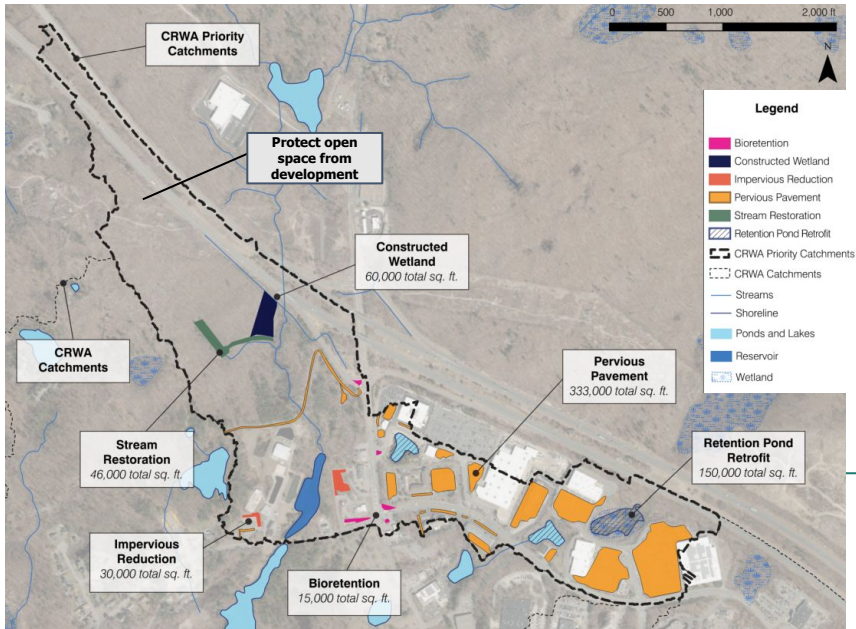 CRWA Priority
Catchments
0 500 1,000 2,000 ft
N
Protect open
space from
development
Legend
Bioretention
Constructed Wetland
Impervious Reduction
Pervious Pavement
Stream Restoration
Retention Pond Retrofit
CRWA Priority Catchments
CRWA Catchments
Streams
Shoreline
Ponds and Lakes
Reservoir
Wetland
Constructed
Wetland
60,000 total sq. ft.
CRWA
Catchments
Pervious
Pavement
333,000 total sq. ft.
Stream
Restoration
46,000 total sq. ft.
Retention Pond
Retrofit
150,000 total sq. ft.
Impervious
Reduction
30,000 total sq. ft.
Bioretention
15,000 total sq. ft.